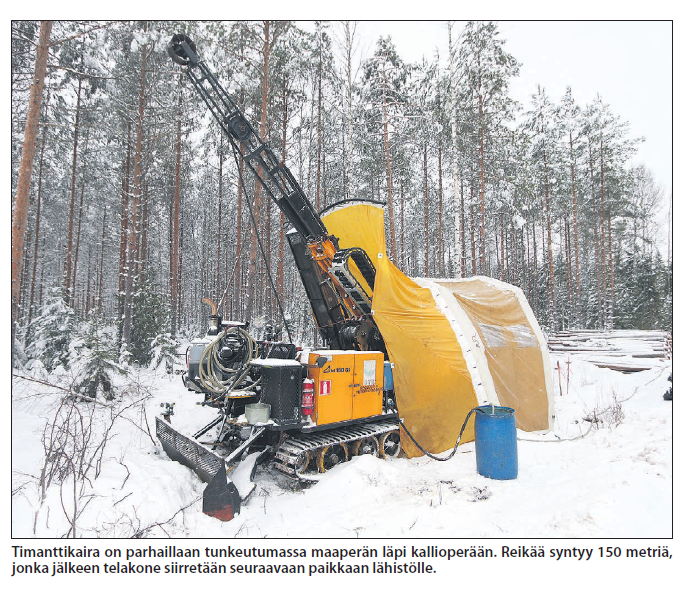 Timanttikaira on parhaillaan tunkeutumassa maaperän läpi kallioperään. Reikää syntyy 150 metriä,
jonka jälkeen telakone siirretään seuraavaan paikkaan lähistölle.